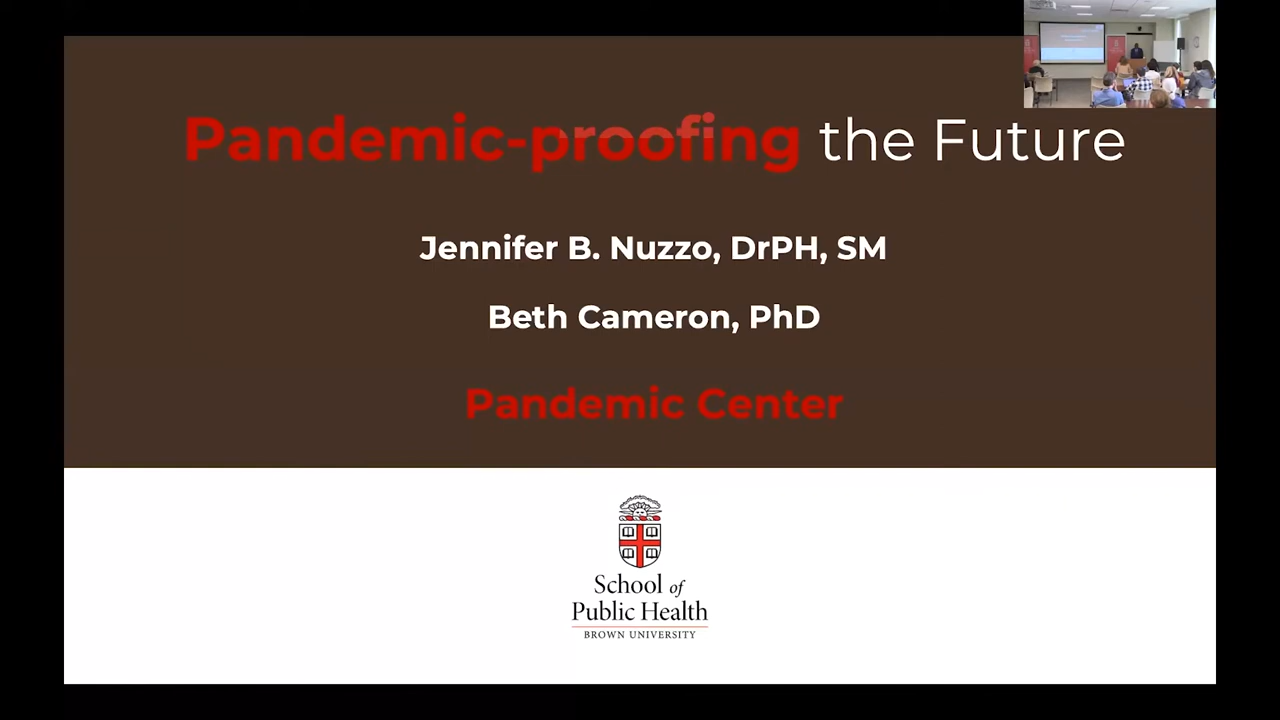 Pandemic-proofing the Future
Jennifer B. Nuzzo, DrPH, SM
Beth Cameron, PhD
Pandemic Center
School of
Public Health
BROWN UNIVERSITY